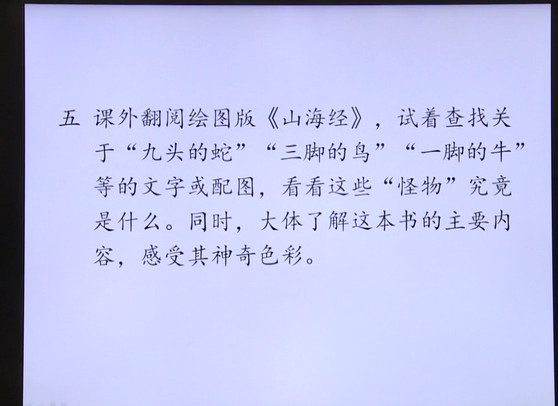 五 课外翻阅绘图版《山海经》，试着查找关
于“九头的蛇”“三脚的鸟”“一脚的牛”
等的文字或配图，看看这些“怪物”究竟
是什么。同时，大体了解这本书的主要内
容，感受其神奇色彩。